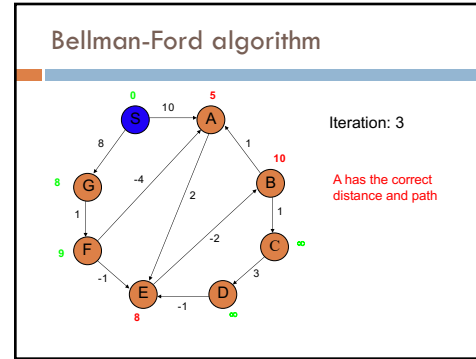 Bellman-Ford algorithm
0
5
S
10
A
Iteration: 3
8
1
10
A has the correct
distance and path
-4
8
G
2
B
1
1
-2
9
F
C
∞
-1
3
E
-1
D
8
∞